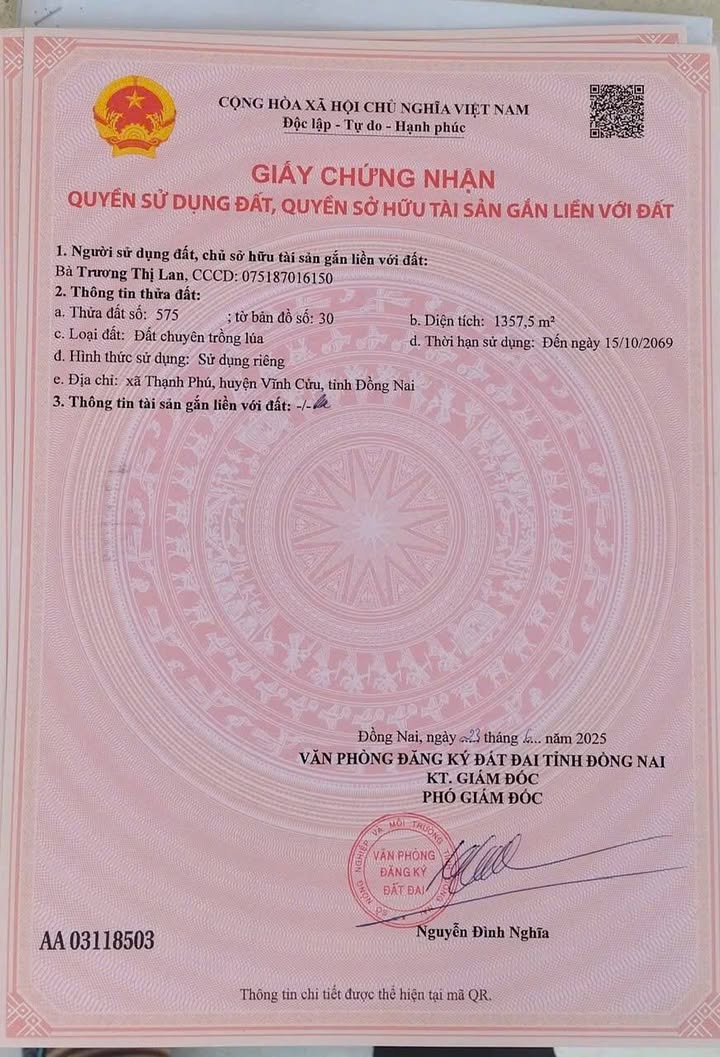 CỘNG HÒA XÃ HỘI CHỦ NGHĨA VIỆT NAM
Độc lập - Tự do - Hạnh phúc
GIẤY CHỨNG NHẬN
QUYỀN SỬ DỤNG ĐẤT, QUYỀN SỞ HỮU TÀI SẢN GẮN LIỀN VỚI ĐẤT
1. Người sử dụng đất, chủ sở hữu tài sản gắn liền với đất:
Bà Trương Thị Lan, CCCD: 075187016150
2. Thông tin thửa đất:
a. Thửa đất số: 575 ; tờ bản đồ số: 30 b. Diện tích: 1357,5 m²
c. Loại đất: Đất chuyên trồng lúa d. Thời hạn sử dụng: Đến ngày 15/10/2069
đ. Hình thức sử dụng: Sử dụng riêng
e. Địa chỉ: xã Thạnh Phú, huyện Vĩnh Cửu, tỉnh Đồng Nai
3. Thông tin tài sản gắn liền với đất: -/-
Đồng Nai, ngày 23 tháng 6 năm 2025
VĂN PHÒNG ĐĂNG KÝ ĐẤT ĐAI TỈNH ĐỒNG NAI
KT. GIÁM ĐỐC
PHÓ GIÁM ĐỐC
SỞ NÔNG NGHIỆP VÀ MÔI TRƯỜNG
VĂN PHÒNG
ĐĂNG KÝ
ĐẤT ĐAI
Nguyễn Đình Nghĩa
AA 03118503
Thông tin chi tiết được thể hiện tại mã QR.